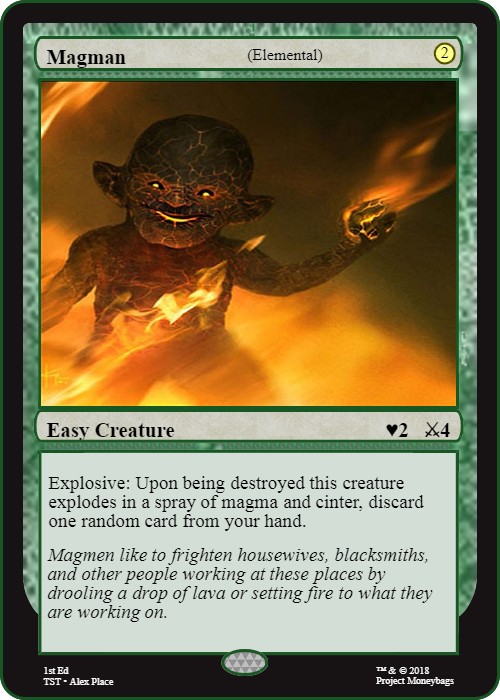 Magman (Elemental) 2
Easy Creature ♥2 ⚔4
Explosive: Upon being destroyed this creature
explodes in a spray of magma and cinter, discard
one random card from your hand.
Magmen like to frighten housewives, blacksmiths,
and other people working at these places by
drooling a drop of lava or setting fire to what they
are working on.
1st Ed
TST • Alex Place
™ & © 2018
Project Moneybags